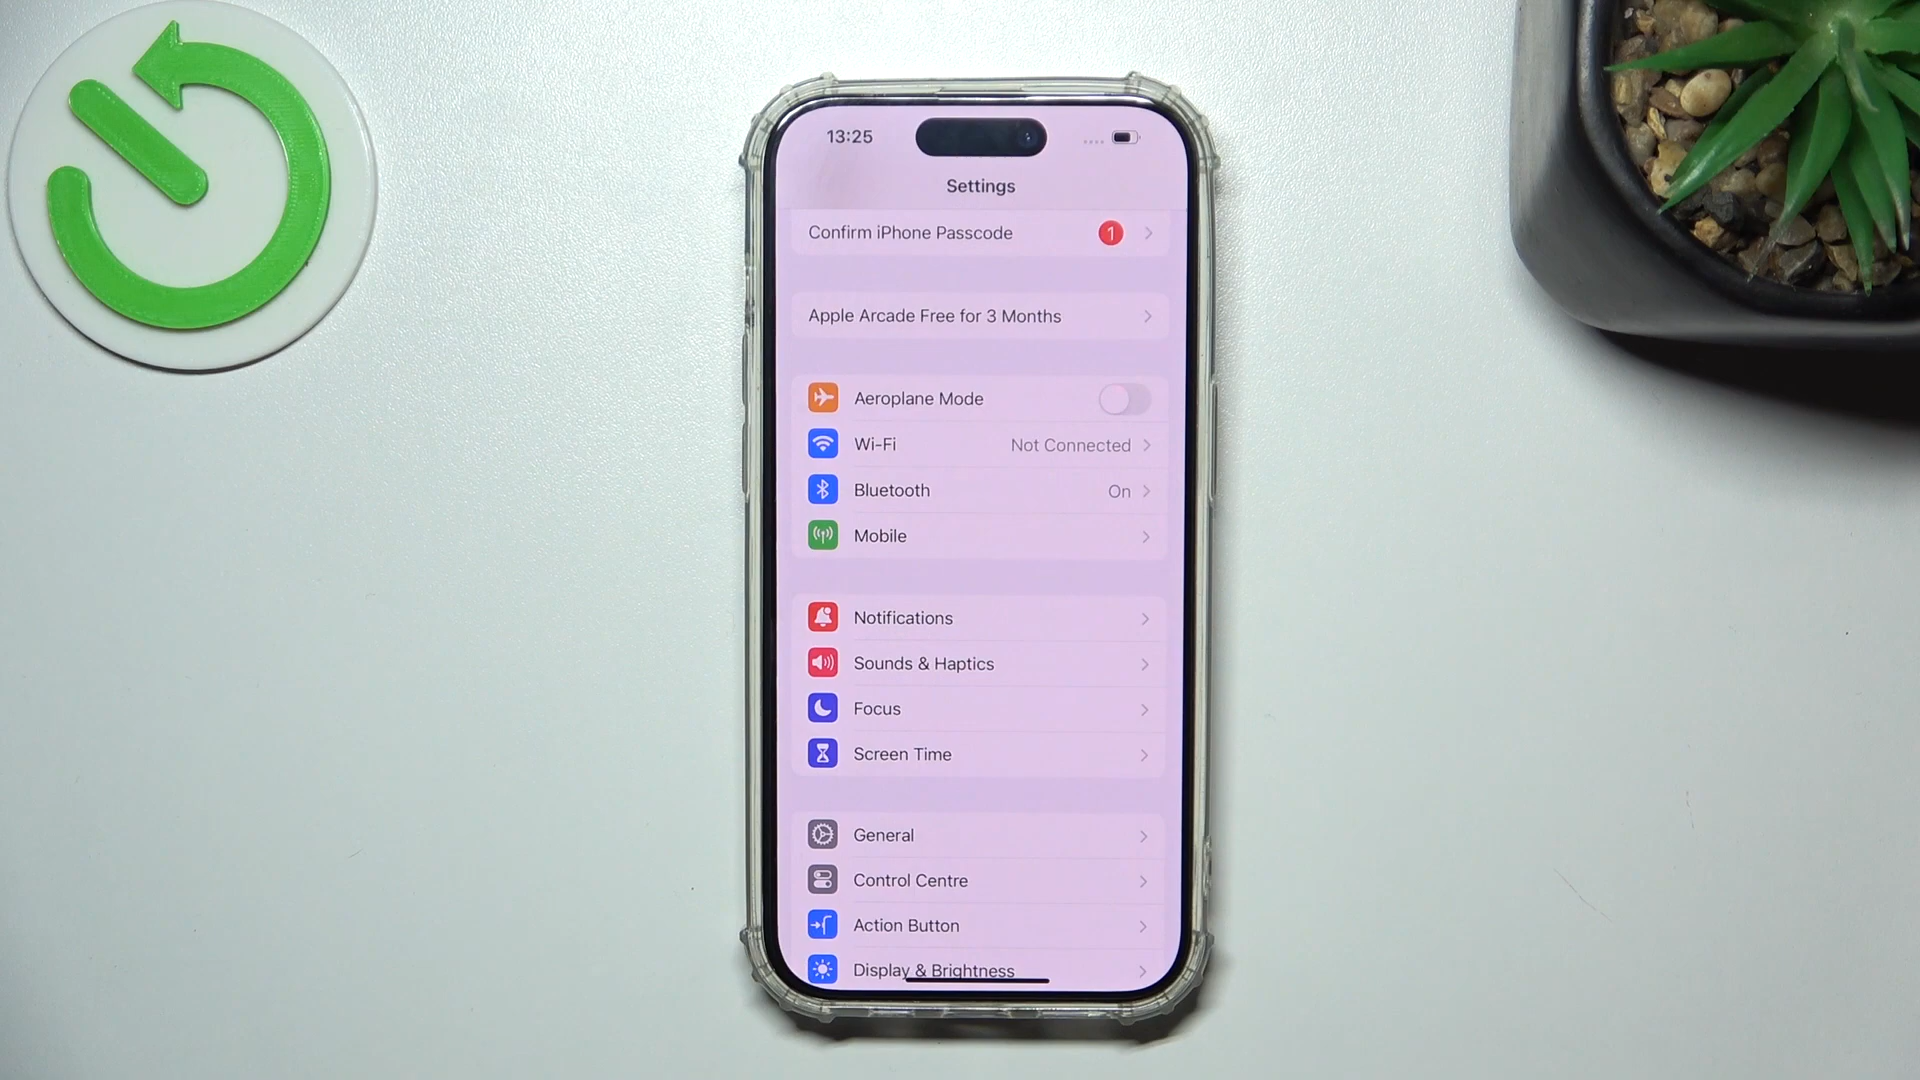 13:25
Settings
Confirm iPhone Passcode 1
Apple Arcade Free for 3 Months
Aeroplane Mode
Wi-Fi Not Connected
Bluetooth On
Mobile
Notifications
Sounds & Haptics
Focus
Screen Time
General
Control Centre
Action Button
Display & Brightness